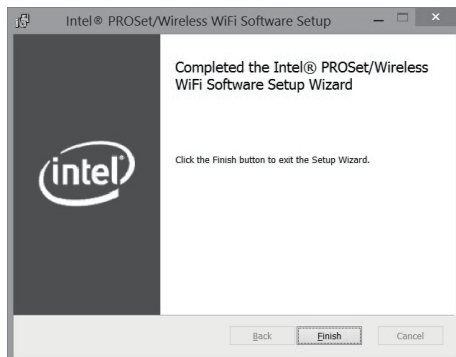 Intel® PROSet/Wireless WiFi Software Setup
Completed the Intel® PROSet/Wireless
WiFi Software Setup Wizard
Click the Finish button to exit the Setup Wizard.
intel
Back
Finish
Cancel